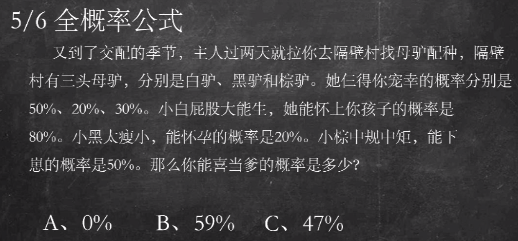 5/6 全概率公式
又到了交配的季节，主人过两天就拉你去隔壁村找母驴配种，隔壁
村有三头母驴，分别是白驴、黑驴和棕驴。她仨得你宠幸的概率分别是
50%、20%、30%。小白屁股大能生，她能怀上你孩子的概率是
80%。小黑太瘦小，能怀孕的概率是20%。小棕中规中矩，能下
崽的概率是50%。那么你能喜当爹的概率是多少?
A、0% B、59% C、47%